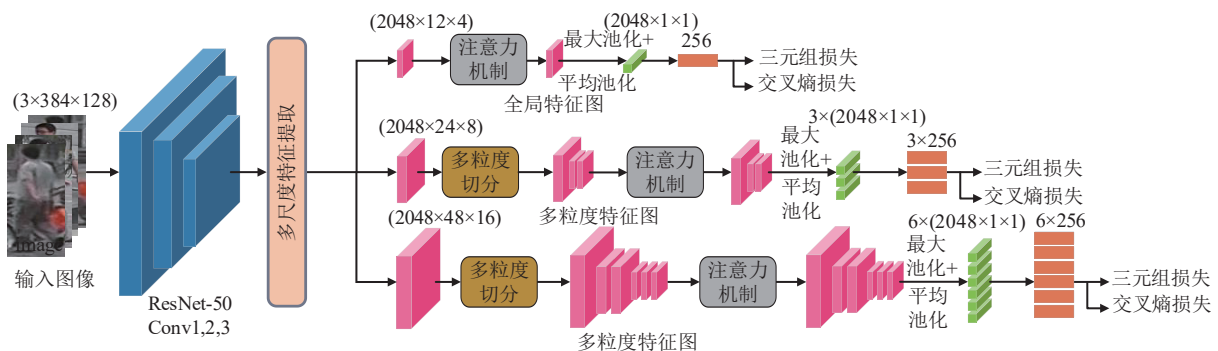 (3×384×128)
image
输入图像
ResNet-50
Conv1,2,3
多尺度特征提取
(2048×12×4)
注意力
机制
全局特征图
(2048×1×1)
最大池化+
平均池化
256
三元组损失
交叉熵损失
(2048×24×8)
多粒度
切分
多粒度特征图
注意力
机制
3×(2048×1×1)
最大
池化+
平均
池化
3×256
三元组损失
交叉熵损失
(2048×48×16)
多粒度
切分
多粒度特征图
注意力
机制
6×(2048×1×1)
最大
池化+
平均
池化
6×256
三元组损失
交叉熵损失